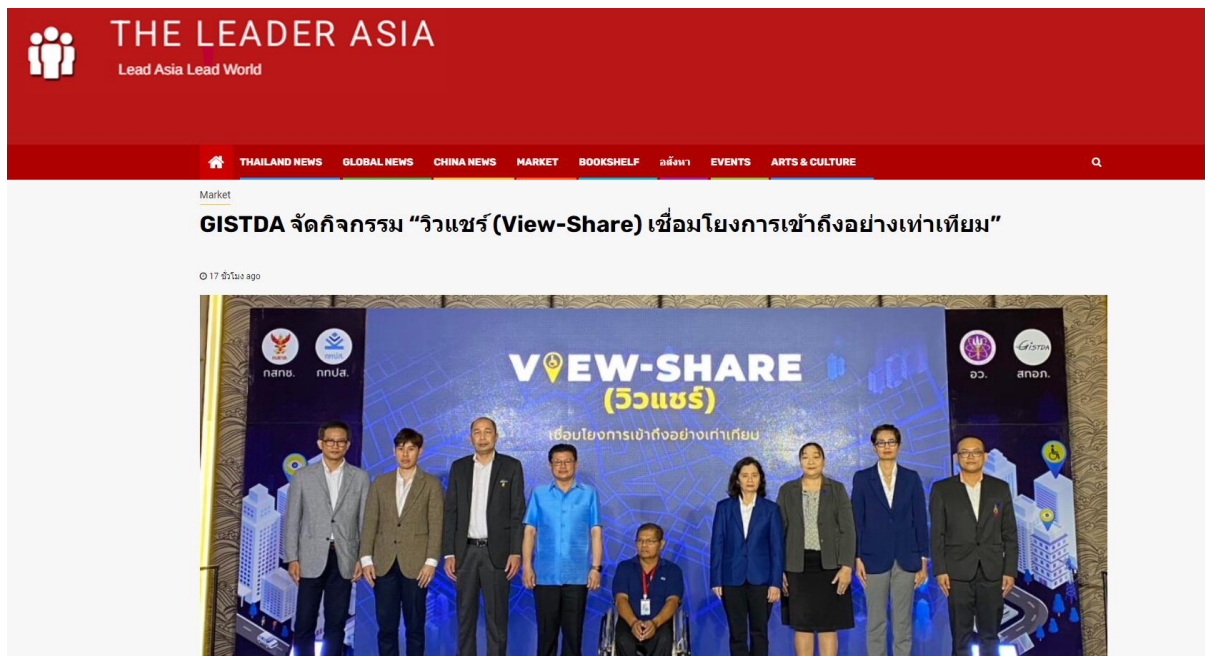 THE LEADER ASIA
Lead Asia Lead World
THAILAND NEWS GLOBAL NEWS CHINA NEWS MARKET BOOKSHELF อสังหา EVENTS ARTS & CULTURE
Market
GISTDA จัดกิจกรรม “วิวแชร์ (View-Share) เชื่อมโยงการเข้าถึงอย่างเท่าเทียม”
17 ชั่วโมง ago
กสทช. กทปส.
VIEW-SHARE
(วิวแชร์)
เชื่อมโยงการเข้าถึงอย่างเท่าเทียม
อว. สทอภ.
GISTDA